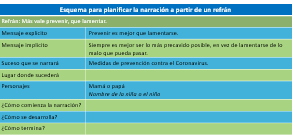 Esquema para planificar la narración a partir de un refrán
Refrán: Más vale prevenir, que lamentar.
Mensaje explícito
Prevenir es mejor que lamentarse.
Mensaje implícito
Siempre es mejor ser lo más precavido posible, en vez de lamentarse de lo
malo que pueda pasar.
Suceso que se narrará
Medidas de prevención contra el Coronavirus.
Lugar donde sucederá
Personajes
Mamá o papá
Nombre de la niña o el niño
¿Cómo comienza la narración?
¿Cómo se desarrolla?
¿Cómo termina?